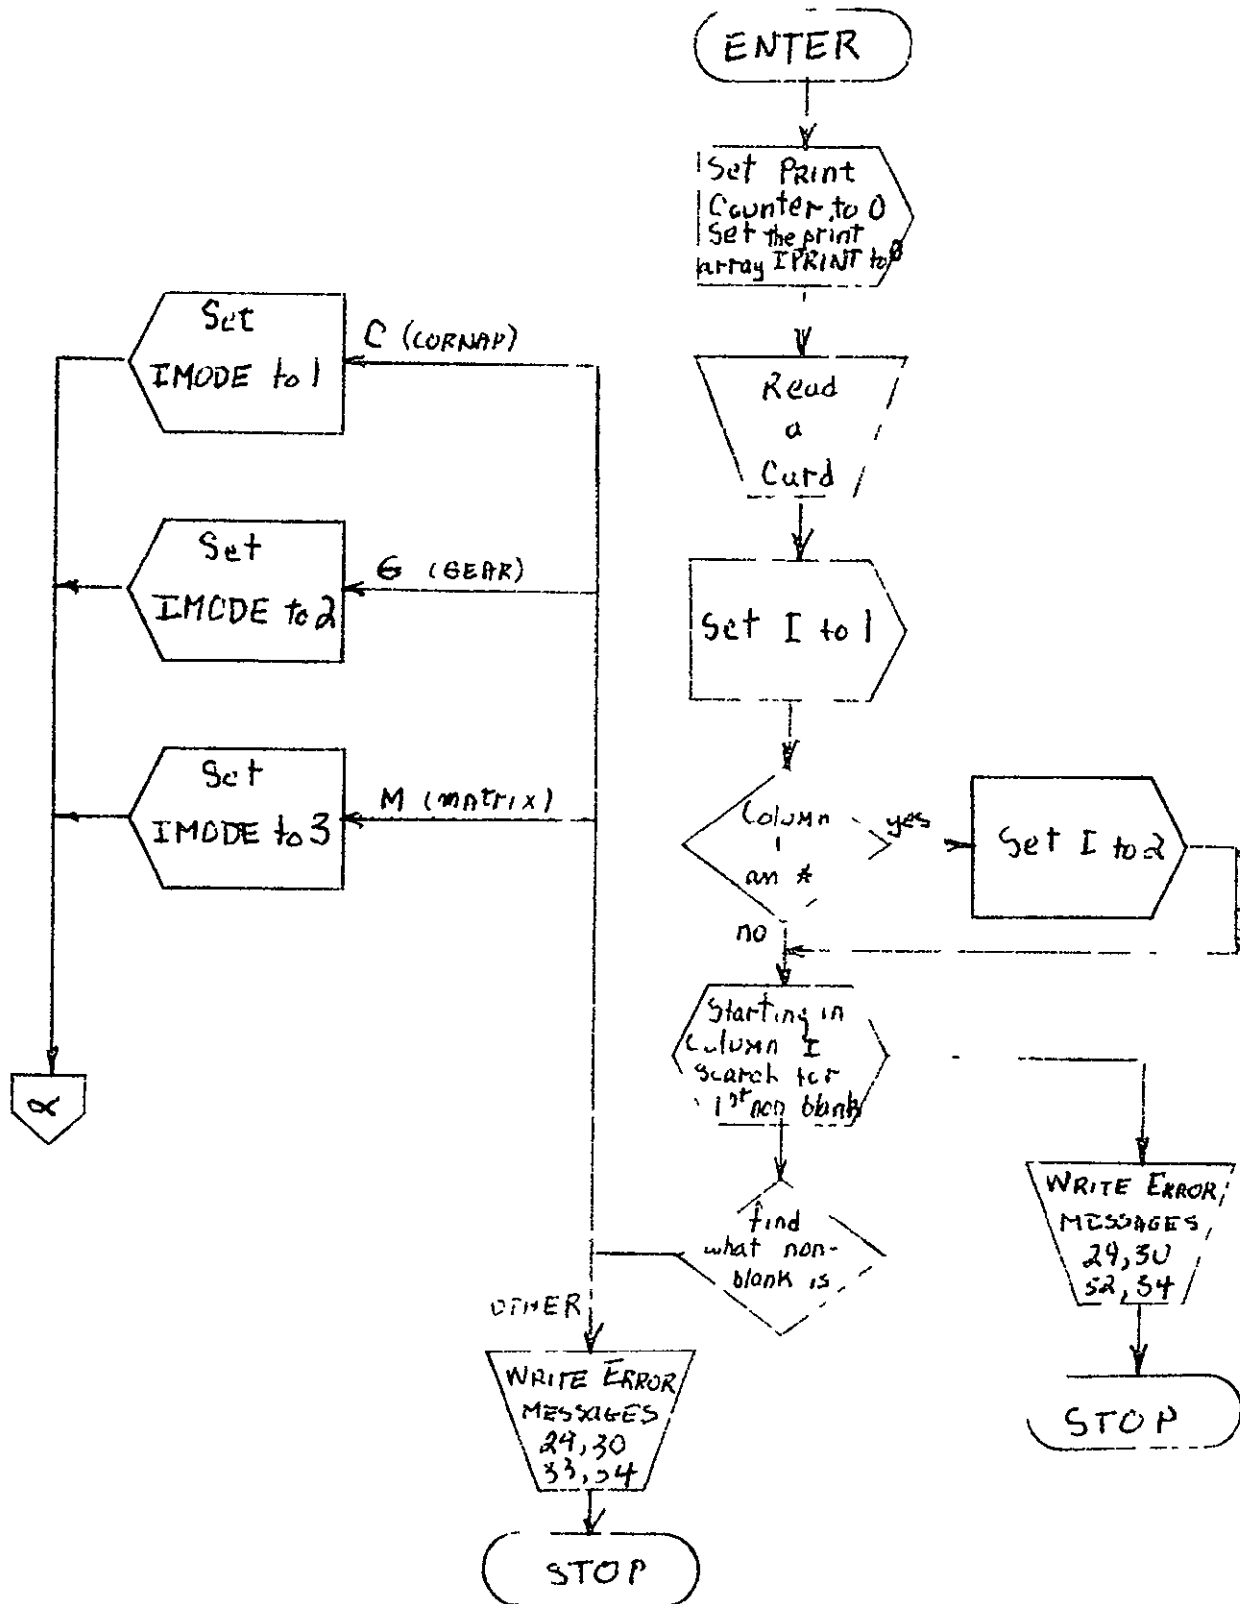 ENTER
Set Print
Counter to 0
Set the print
array IPRINT to 0
Read
a
Card
Set I to 1
Column
1
an *
yes
Set I to 2
no
Starting in
Column I
Search for
1st non blank
find
what non-
blank is
C (CORNAP)
Set
IMODE to 1
G (GEAR)
Set
IMODE to 2
M (MATRIX)
Set
IMODE to 3
α
OTHER
WRITE ERROR
MESSAGES
29, 30
33, 34
STOP
WRITE ERROR
MESSAGES
29, 30
32, 34
STOP